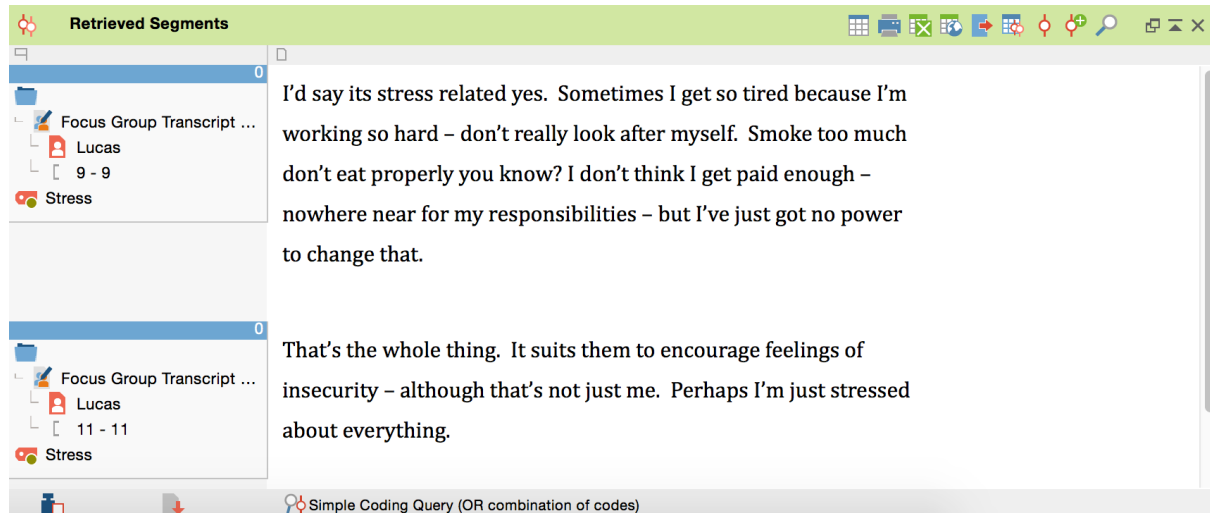 Retrieved Segments
0
Focus Group Transcript ...
Lucas
9 - 9
Stress
I’d say its stress related yes.  Sometimes I get so tired because I’m
working so hard – don’t really look after myself.  Smoke too much
don’t eat properly you know? I don’t think I get paid enough –
nowhere near for my responsibilities – but I’ve just got no power
to change that.
0
Focus Group Transcript ...
Lucas
11 - 11
Stress
That’s the whole thing.  It suits them to encourage feelings of
insecurity – although that’s not just me.  Perhaps I’m just stressed
about everything.
Simple Coding Query (OR combination of codes)